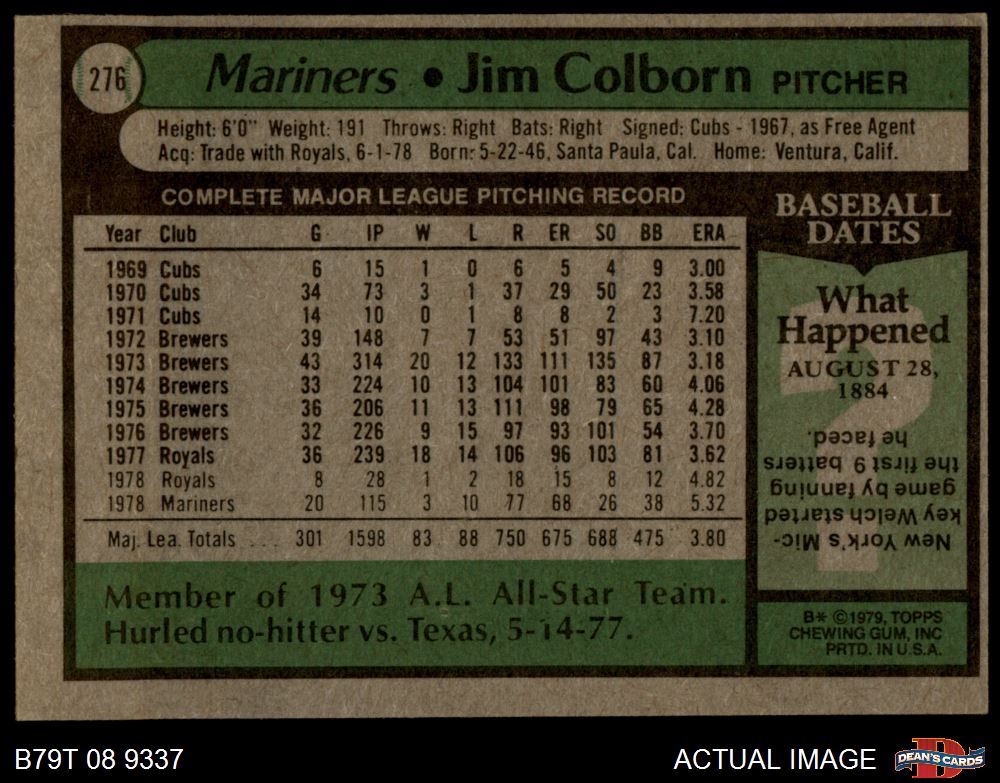 276 Mariners • Jim Colborn PITCHER
Height: 6'0" Weight: 191 Throws: Right Bats: Right Signed: Cubs - 1967, as Free Agent
Acq: Trade with Royals, 6-1-78 Born: 5-22-46, Santa Paula, Cal. Home: Ventura, Calif.
COMPLETE MAJOR LEAGUE PITCHING RECORD
Year Club G IP W L R ER SO BB ERA
1969 Cubs 6 15 1 0 6 5 4 9 3.00
1970 Cubs 34 73 3 1 37 29 50 23 3.58
1971 Cubs 14 10 0 1 8 8 2 3 7.20
1972 Brewers 39 148 7 7 53 51 97 43 3.10
1973 Brewers 43 314 20 12 133 111 135 87 3.18
1974 Brewers 33 224 10 13 104 101 83 60 4.06
1975 Brewers 36 206 11 13 111 98 79 65 4.28
1976 Brewers 32 226 9 15 97 93 101 54 3.70
1977 Royals 36 239 18 14 106 96 103 81 3.62
1978 Royals 8 28 1 2 18 15 8 12 4.82
1978 Mariners 20 115 3 10 77 68 26 38 5.32
Maj. Lea. Totals ... 301 1598 83 88 750 675 688 475 3.80
Member of 1973 A.L. All-Star Team.
Hurled no-hitter vs. Texas, 5-14-77.
BASEBALL
DATES
What
Happened
AUGUST 28,
1884
New York's Mic-
key Welch started
game by fanning
the first 9 batters
he faced.
B* ©1979, TOPPS
CHEWING GUM, INC
PRTD. IN U.S.A.
B79T 08 9337
ACTUAL IMAGE
D
DEAN'S CARDS